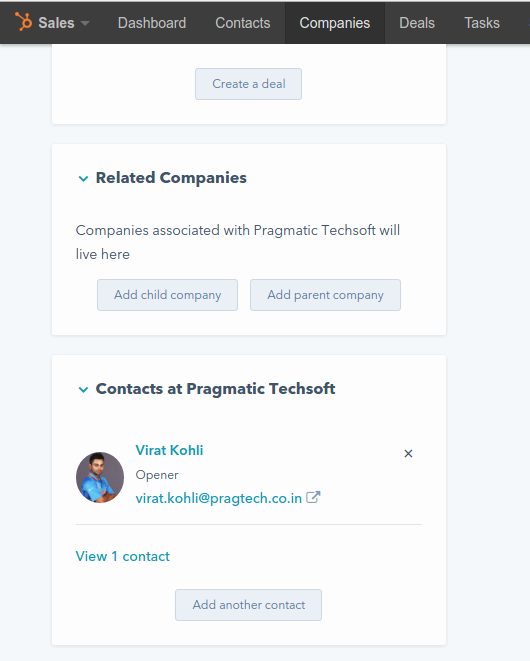 Sales Dashboard Contacts Companies Deals Tasks
Create a deal
Related Companies
Companies associated with Pragmatic Techsoft will
live here
Add child company Add parent company
Contacts at Pragmatic Techsoft
Virat Kohli
Opener
virat.kohli@pragtech.co.in
View 1 contact
Add another contact